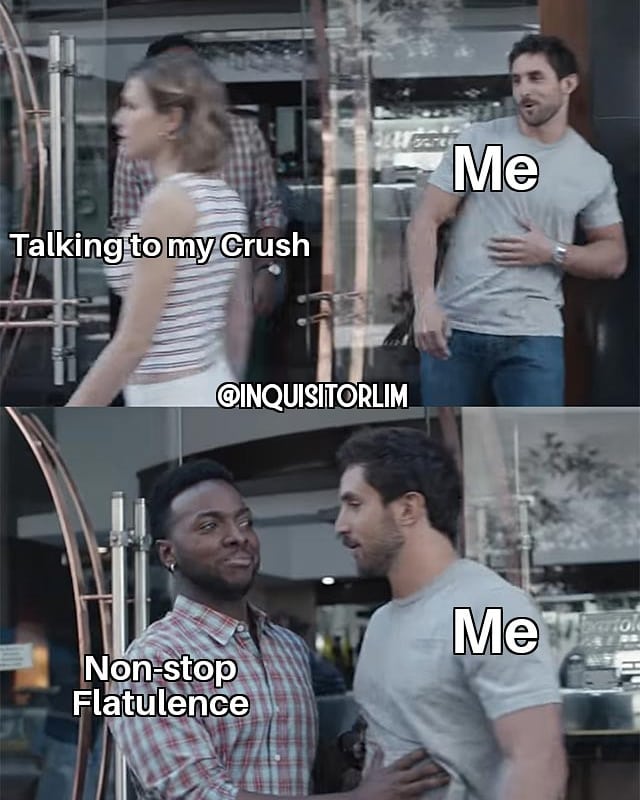 Me
Talking to my Crush
@INQUISITORLIM
Me
Non-stop
Flatulence